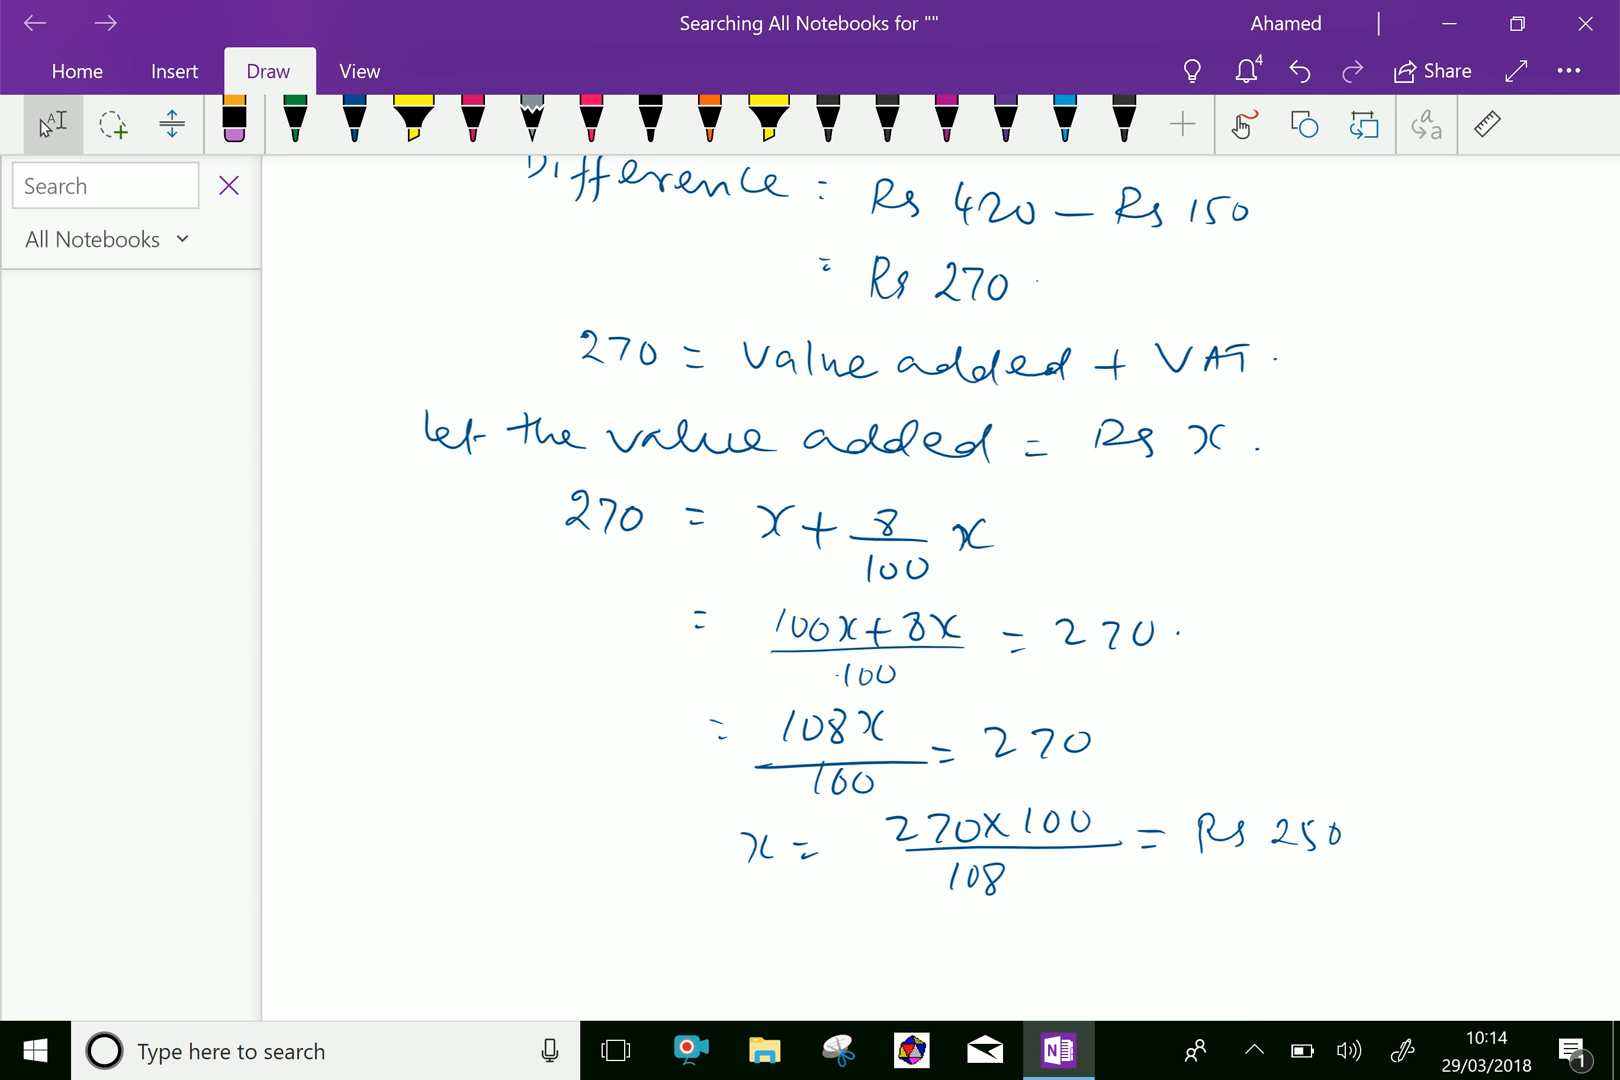 Searching All Notebooks for ""
Ahamed
Home Insert Draw View
4
Share
Search
All Notebooks
Difference : Rs 420 – Rs 150
= Rs 270
270 = value added + VAT.
let the value added = Rs x.
270 = x + 8/100 x
= 100x + 8x / 100 = 270.
= 108x / 100 = 270
x = 270 x 100 / 108 = Rs 250
Type here to search
10:14
29/03/2018
1